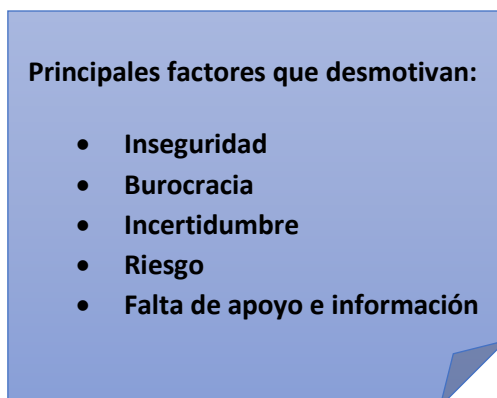 Principales factores que desmotivan:
• Inseguridad
• Burocracia
• Incertidumbre
• Riesgo
• Falta de apoyo e información